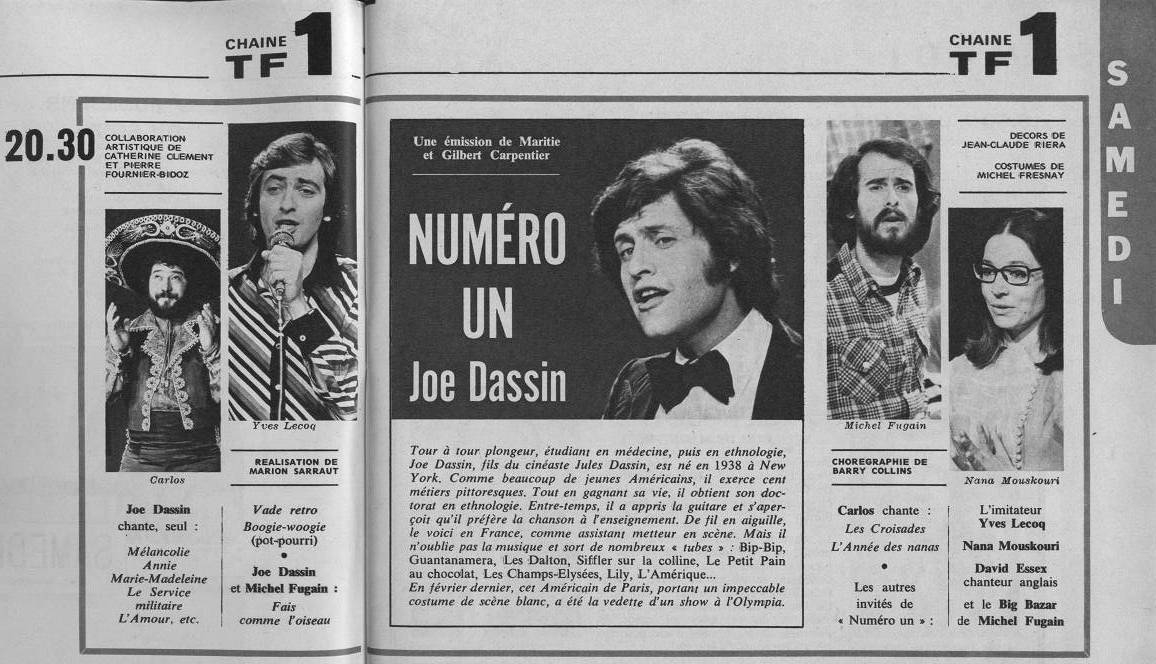 CHAINE
TF1
20.30
COLLABORATION
ARTISTIQUE DE
CATHERINE CLEMENT
ET PIERRE
FOURNIER-BIDOZ
Carlos
Yves Lecoq
REALISATION DE
MARION SARRAUT
Joe Dassin
chante, seul :
Mélancolie
Annie
Marie-Madeleine
Le Service
militaire
L'Amour, etc.
Vade retro
Boogie-woogie
(pot-pourri)
•
Joe Dassin
et Michel Fugain :
Fais
comme l'oiseau
CHAINE
TF1
SAMEDI
Une émission de Maritie
et Gilbert Carpentier
NUMÉRO
UN
Joe Dassin
Tour à tour plongeur, étudiant en médecine, puis en ethnologie,
Joe Dassin, fils du cinéaste Jules Dassin, est né en 1938 à New
York. Comme beaucoup de jeunes Américains, il exerce cent
métiers pittoresques. Tout en gagnant sa vie, il obtient son doc-
torat en ethnologie. Entre-temps, il a appris la guitare et s'aper-
çoit qu'il préfère la chanson à l'enseignement. De fil en aiguille,
le voici en France, comme assistant metteur en scène. Mais il
n'oublie pas la musique et sort de nombreux « tubes » : Bip-Bip,
Guantanamera, Les Dalton, Siffler sur la colline, Le Petit Pain
au chocolat, Les Champs-Elysées, Lily, L'Amérique...
En février dernier, cet Américain de Paris, portant un impeccable
costume de scène blanc, a été la vedette d'un show à l'Olympia.
Michel Fugain
DECORS DE
JEAN-CLAUDE RIERA
COSTUMES DE
MICHEL FRESNAY
Nana Mouskouri
CHOREGRAPHIE DE
BARRY COLLINS
Carlos chante :
Les Croisades
L'Année des nanas
•
Les autres
invités de
« Numéro un » :
L'imitateur
Yves Lecoq
Nana Mouskouri
David Essex
chanteur anglais
et le Big Bazar
de Michel Fugain